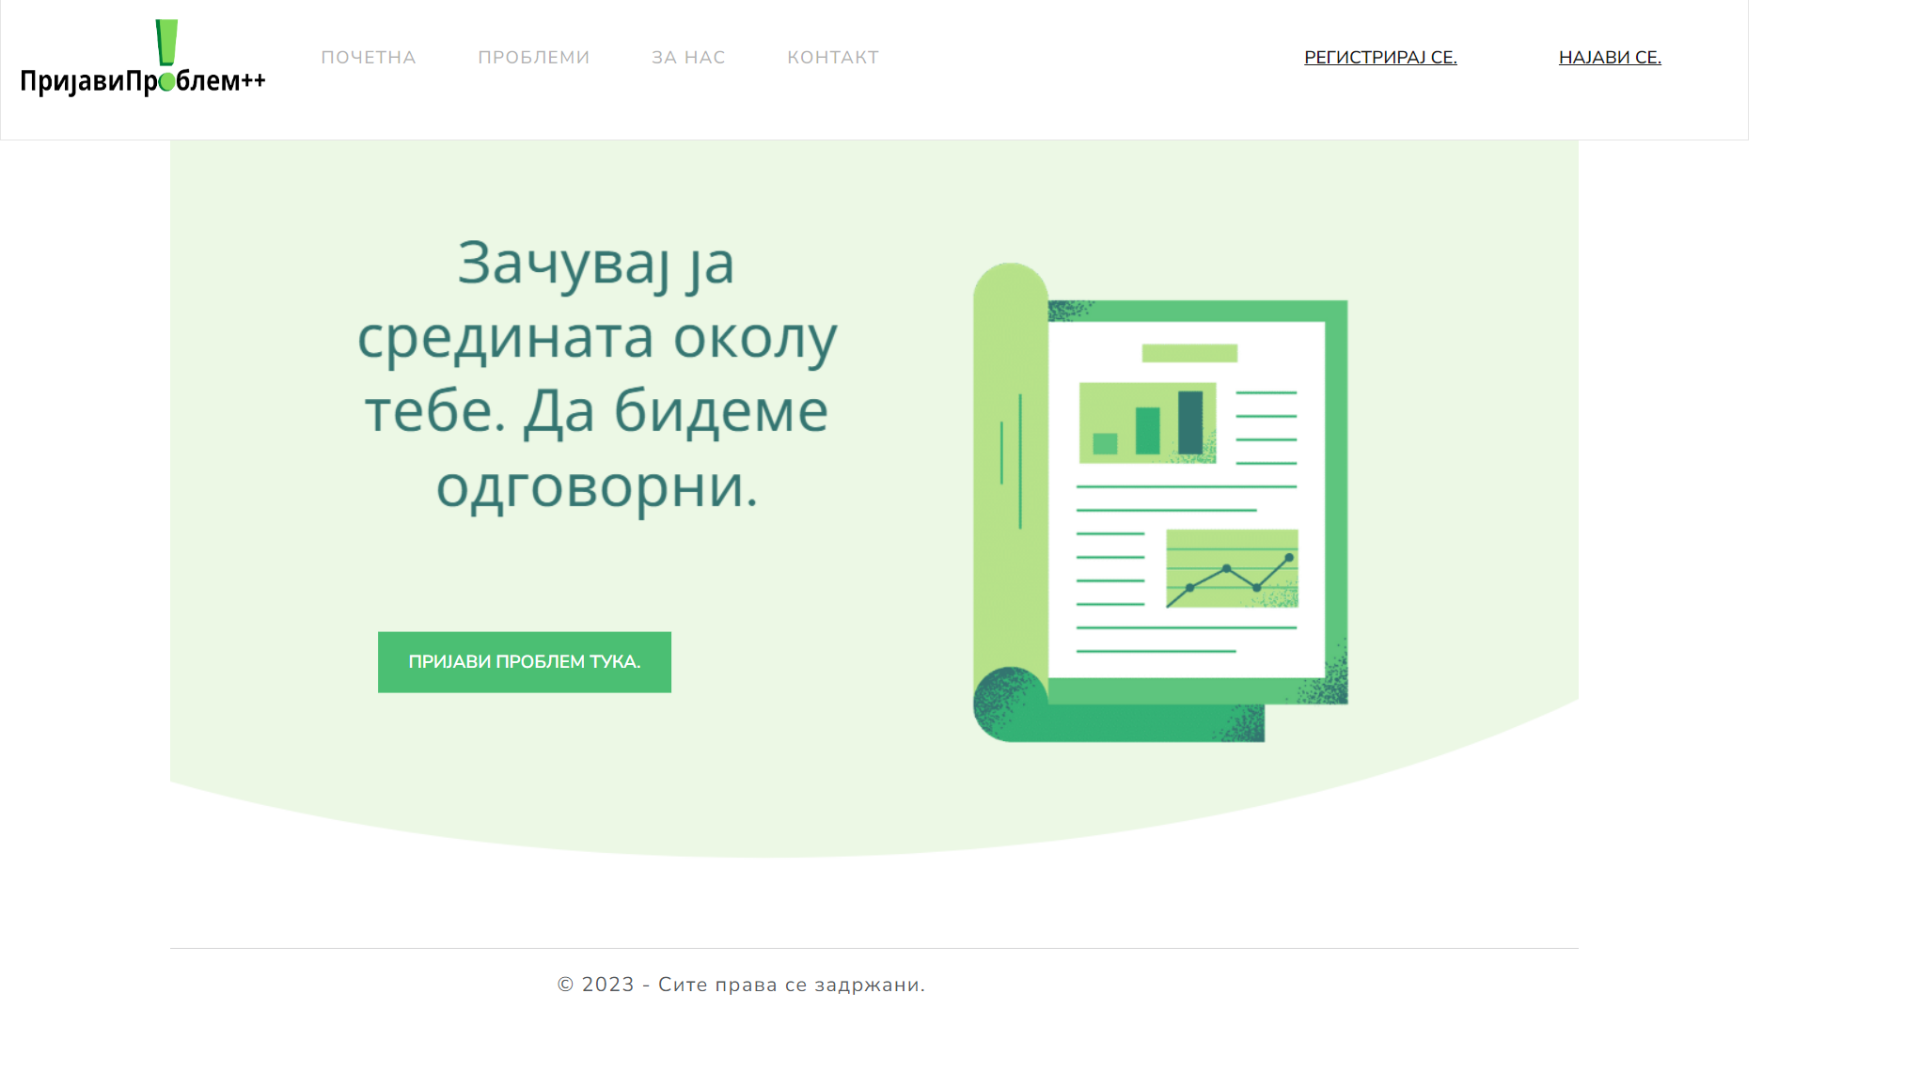 ПријавиПроблем++
ПОЧЕТНА
ПРОБЛЕМИ
ЗА НАС
КОНТАКТ
РЕГИСТРИРАЈ СЕ.
НАЈАВИ СЕ.
Зачувај ја
средината околу
тебе. Да бидеме
одговорни.
ПРИЈАВИ ПРОБЛЕМ ТУКА.
© 2023 - Сите права се задржани.